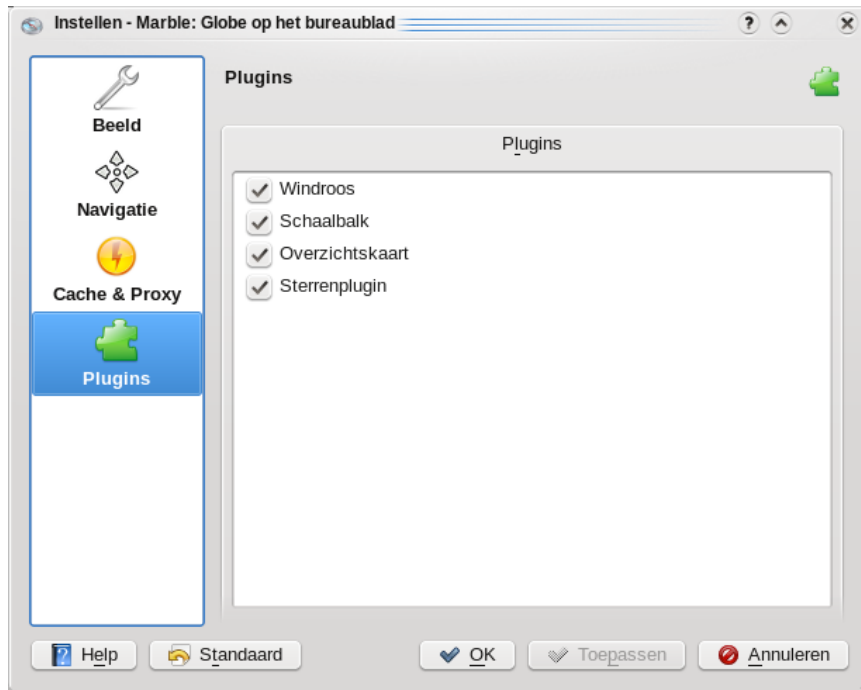 Instellen - Marble: Globe op het bureaublad
Beeld
Navigatie
Cache & Proxy
Plugins
Plugins
Plugins
Windroos
Schaalbalk
Overzichtskaart
Sterrenplugin
Help
Standaard
OK
Toepassen
Annuleren